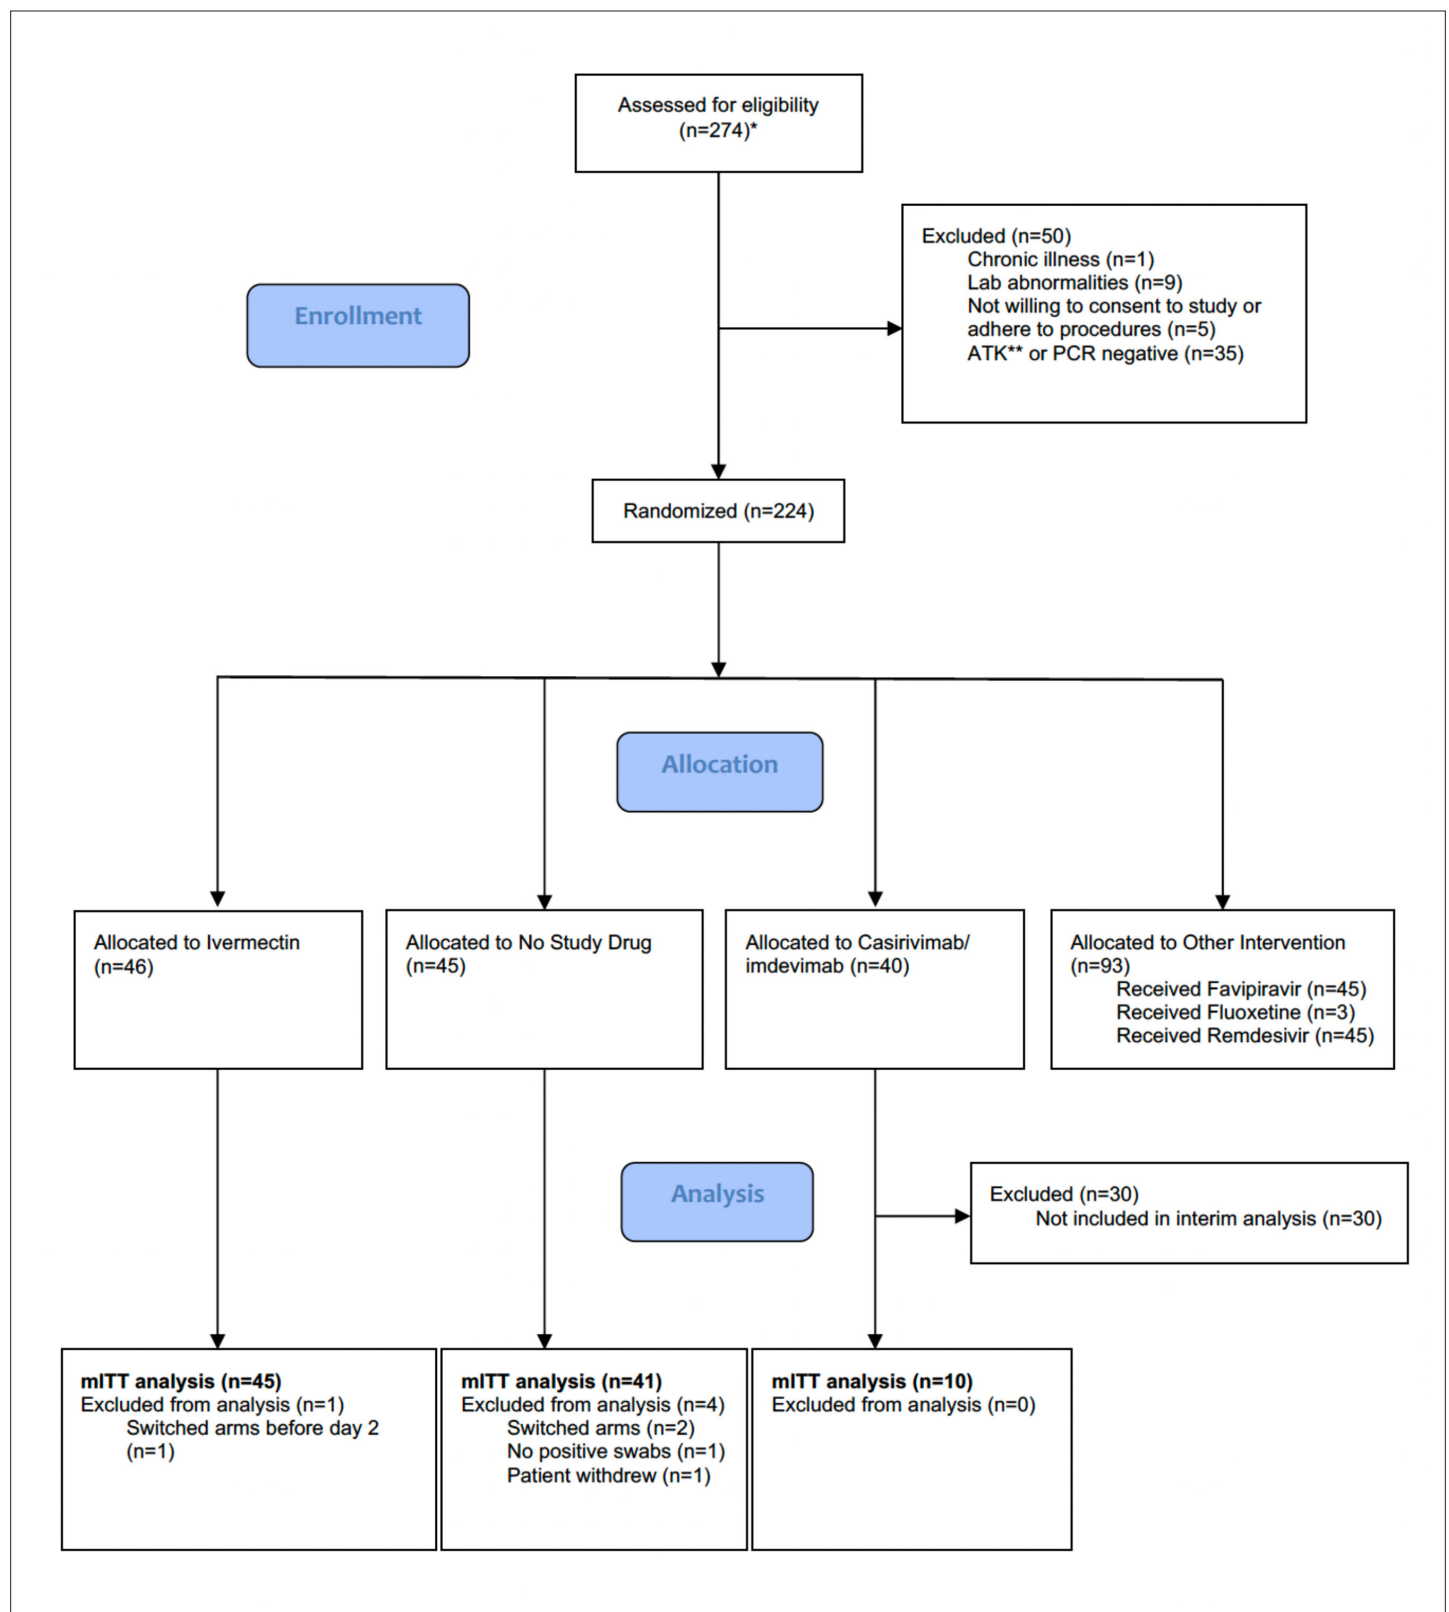 Assessed for eligibility
(n=274)*
Excluded (n=50)
Chronic illness (n=1)
Lab abnormalities (n=9)
Not willing to consent to study or
adhere to procedures (n=5)
ATK** or PCR negative (n=35)
Enrollment
Randomized (n=224)
Allocation
Allocated to Ivermectin
(n=46)
Allocated to No Study Drug
(n=45)
Allocated to Casirivimab/
imdevimab (n=40)
Allocated to Other Intervention
(n=93)
Received Favipiravir (n=45)
Received Fluoxetine (n=3)
Received Remdesivir (n=45)
Analysis
Excluded (n=30)
Not included in interim analysis (n=30)
mITT analysis (n=45)
Excluded from analysis (n=1)
Switched arms before day 2
(n=1)
mITT analysis (n=41)
Excluded from analysis (n=4)
Switched arms (n=2)
No positive swabs (n=1)
Patient withdrew (n=1)
mITT analysis (n=10)
Excluded from analysis (n=0)